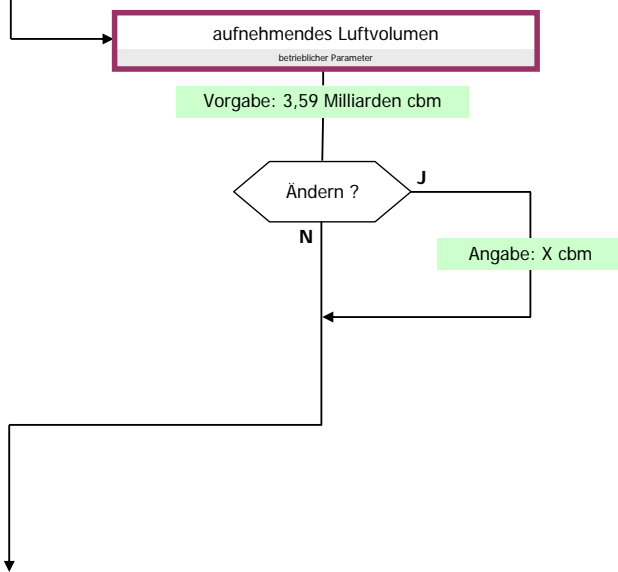 aufnehmendes Luftvolumen
betrieblicher Parameter
Vorgabe: 3,59 Milliarden cbm
Ändern ?
J
N
Angabe: X cbm